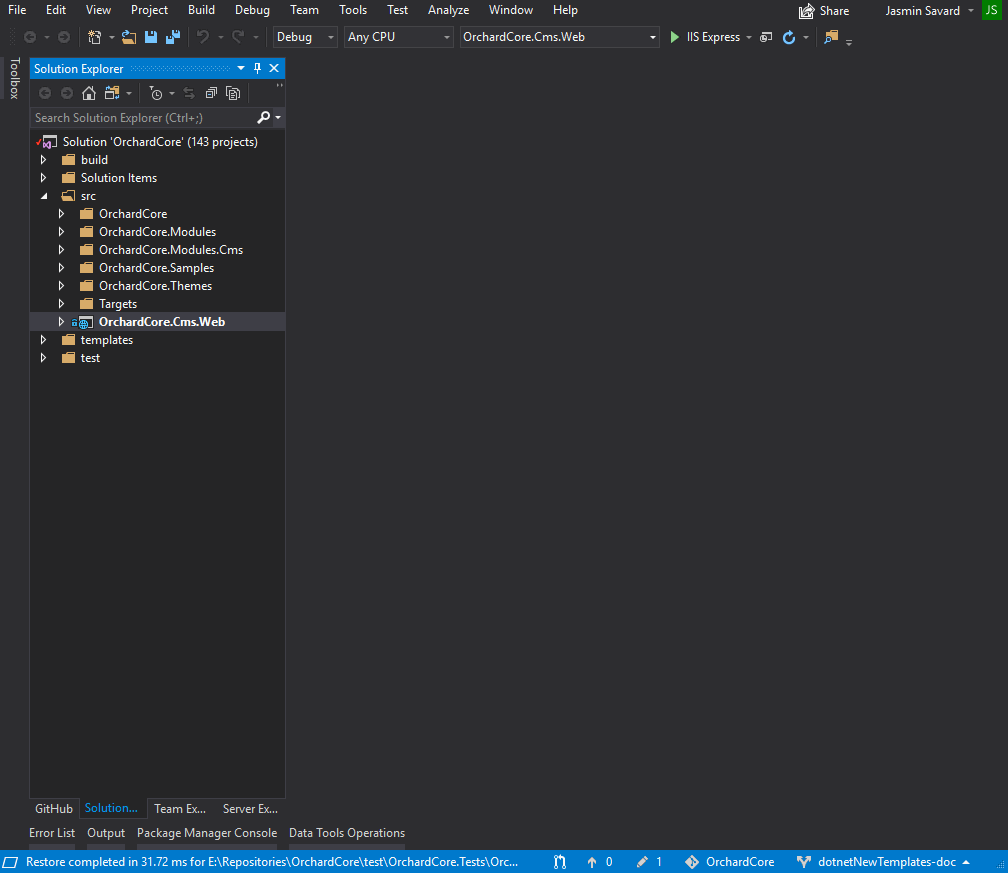 File Edit View Project Build Debug Team Tools Test Analyze Window Help Share Jasmin Savard JS
Debug Any CPU OrchardCore.Cms.Web IIS Express
Toolbox
Solution Explorer
Search Solution Explorer (Ctrl+;)
Solution 'OrchardCore' (143 projects)
build
Solution Items
src
OrchardCore
OrchardCore.Modules
OrchardCore.Modules.Cms
OrchardCore.Samples
OrchardCore.Themes
Targets
OrchardCore.Cms.Web
templates
test
GitHub Solution... Team Ex... Server Ex...
Error List Output Package Manager Console Data Tools Operations
Restore completed in 31.72 ms for E:\Repositories\OrchardCore\test\OrchardCore.Tests\Orc... 0 1 OrchardCore dotnetNewTemplates-doc